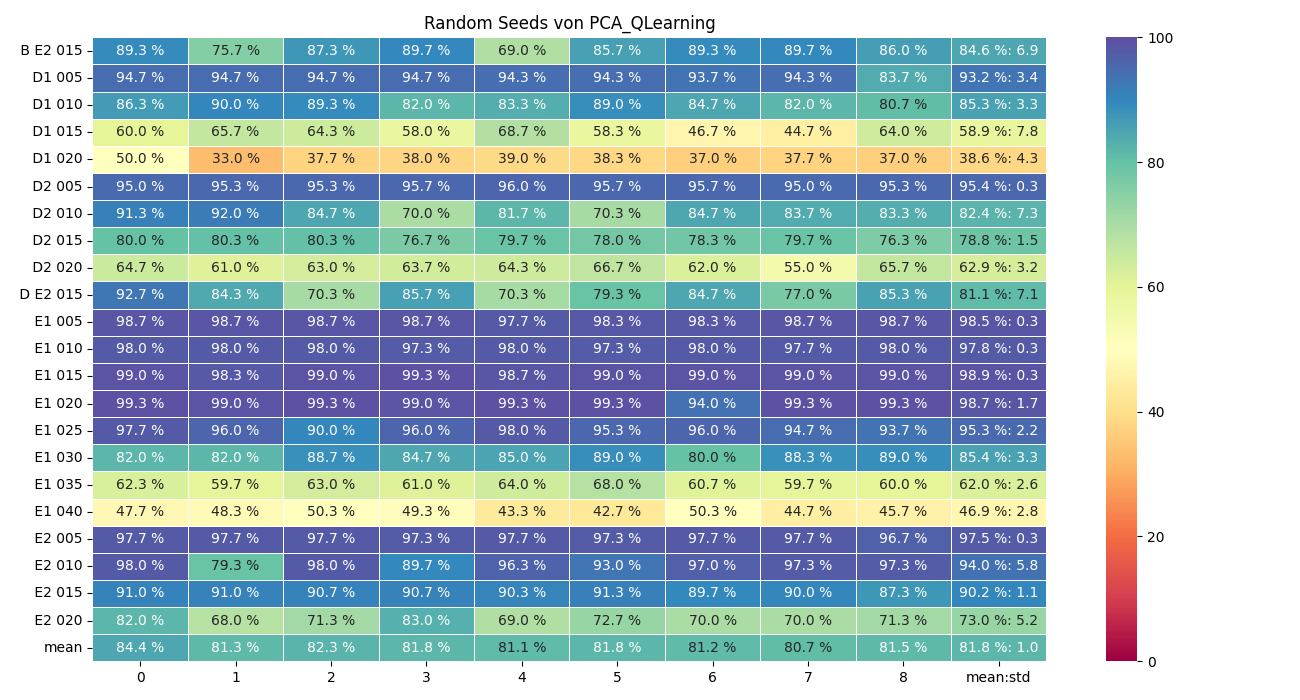 Random Seeds von PCA_QLearning
B E2 015 89.3 % 75.7 % 87.3 % 89.7 % 69.0 % 85.7 % 89.3 % 89.7 % 86.0 % 84.6 %: 6.9
D1 005 94.7 % 94.7 % 94.7 % 94.7 % 94.3 % 94.3 % 93.7 % 94.3 % 83.7 % 93.2 %: 3.4
D1 010 86.3 % 90.0 % 89.3 % 82.0 % 83.3 % 89.0 % 84.7 % 82.0 % 80.7 % 85.3 %: 3.3
D1 015 60.0 % 65.7 % 64.3 % 58.0 % 68.7 % 58.3 % 46.7 % 44.7 % 64.0 % 58.9 %: 7.8
D1 020 50.0 % 33.0 % 37.7 % 38.0 % 39.0 % 38.3 % 37.0 % 37.7 % 37.0 % 38.6 %: 4.3
D2 005 95.0 % 95.3 % 95.3 % 95.7 % 96.0 % 95.7 % 95.7 % 95.0 % 95.3 % 95.4 %: 0.3
D2 010 91.3 % 92.0 % 84.7 % 70.0 % 81.7 % 70.3 % 84.7 % 83.7 % 83.3 % 82.4 %: 7.3
D2 015 80.0 % 80.3 % 80.3 % 76.7 % 79.7 % 78.0 % 78.3 % 79.7 % 76.3 % 78.8 %: 1.5
D2 020 64.7 % 61.0 % 63.0 % 63.7 % 64.3 % 66.7 % 62.0 % 55.0 % 65.7 % 62.9 %: 3.2
D E2 015 92.7 % 84.3 % 70.3 % 85.7 % 70.3 % 79.3 % 84.7 % 77.0 % 85.3 % 81.1 %: 7.1
E1 005 98.7 % 98.7 % 98.7 % 98.7 % 97.7 % 98.3 % 98.3 % 98.7 % 98.7 % 98.5 %: 0.3
E1 010 98.0 % 98.0 % 98.0 % 97.3 % 98.0 % 97.3 % 98.0 % 97.7 % 98.0 % 97.8 %: 0.3
E1 015 99.0 % 98.3 % 99.0 % 99.3 % 98.7 % 99.0 % 99.0 % 99.0 % 99.0 % 98.9 %: 0.3
E1 020 99.3 % 99.0 % 99.3 % 99.0 % 99.3 % 99.3 % 94.0 % 99.3 % 99.3 % 98.7 %: 1.7
E1 025 97.7 % 96.0 % 90.0 % 96.0 % 98.0 % 95.3 % 96.0 % 94.7 % 93.7 % 95.3 %: 2.2
E1 030 82.0 % 82.0 % 88.7 % 84.7 % 85.0 % 89.0 % 80.0 % 88.3 % 89.0 % 85.4 %: 3.3
E1 035 62.3 % 59.7 % 63.0 % 61.0 % 64.0 % 68.0 % 60.7 % 59.7 % 60.0 % 62.0 %: 2.6
E1 040 47.7 % 48.3 % 50.3 % 49.3 % 43.3 % 42.7 % 50.3 % 44.7 % 45.7 % 46.9 %: 2.8
E2 005 97.7 % 97.7 % 97.7 % 97.3 % 97.7 % 97.3 % 97.7 % 97.7 % 96.7 % 97.5 %: 0.3
E2 010 98.0 % 79.3 % 98.0 % 89.7 % 96.3 % 93.0 % 97.0 % 97.3 % 97.3 % 94.0 %: 5.8
E2 015 91.0 % 91.0 % 90.7 % 90.7 % 90.3 % 91.3 % 89.7 % 90.0 % 87.3 % 90.2 %: 1.1
E2 020 82.0 % 68.0 % 71.3 % 83.0 % 69.0 % 72.7 % 70.0 % 70.0 % 71.3 % 73.0 %: 5.2
mean 84.4 % 81.3 % 82.3 % 81.8 % 81.1 % 81.8 % 81.2 % 80.7 % 81.5 % 81.8 %: 1.0
0 1 2 3 4 5 6 7 8 mean:std
100
80
60
40
20
0